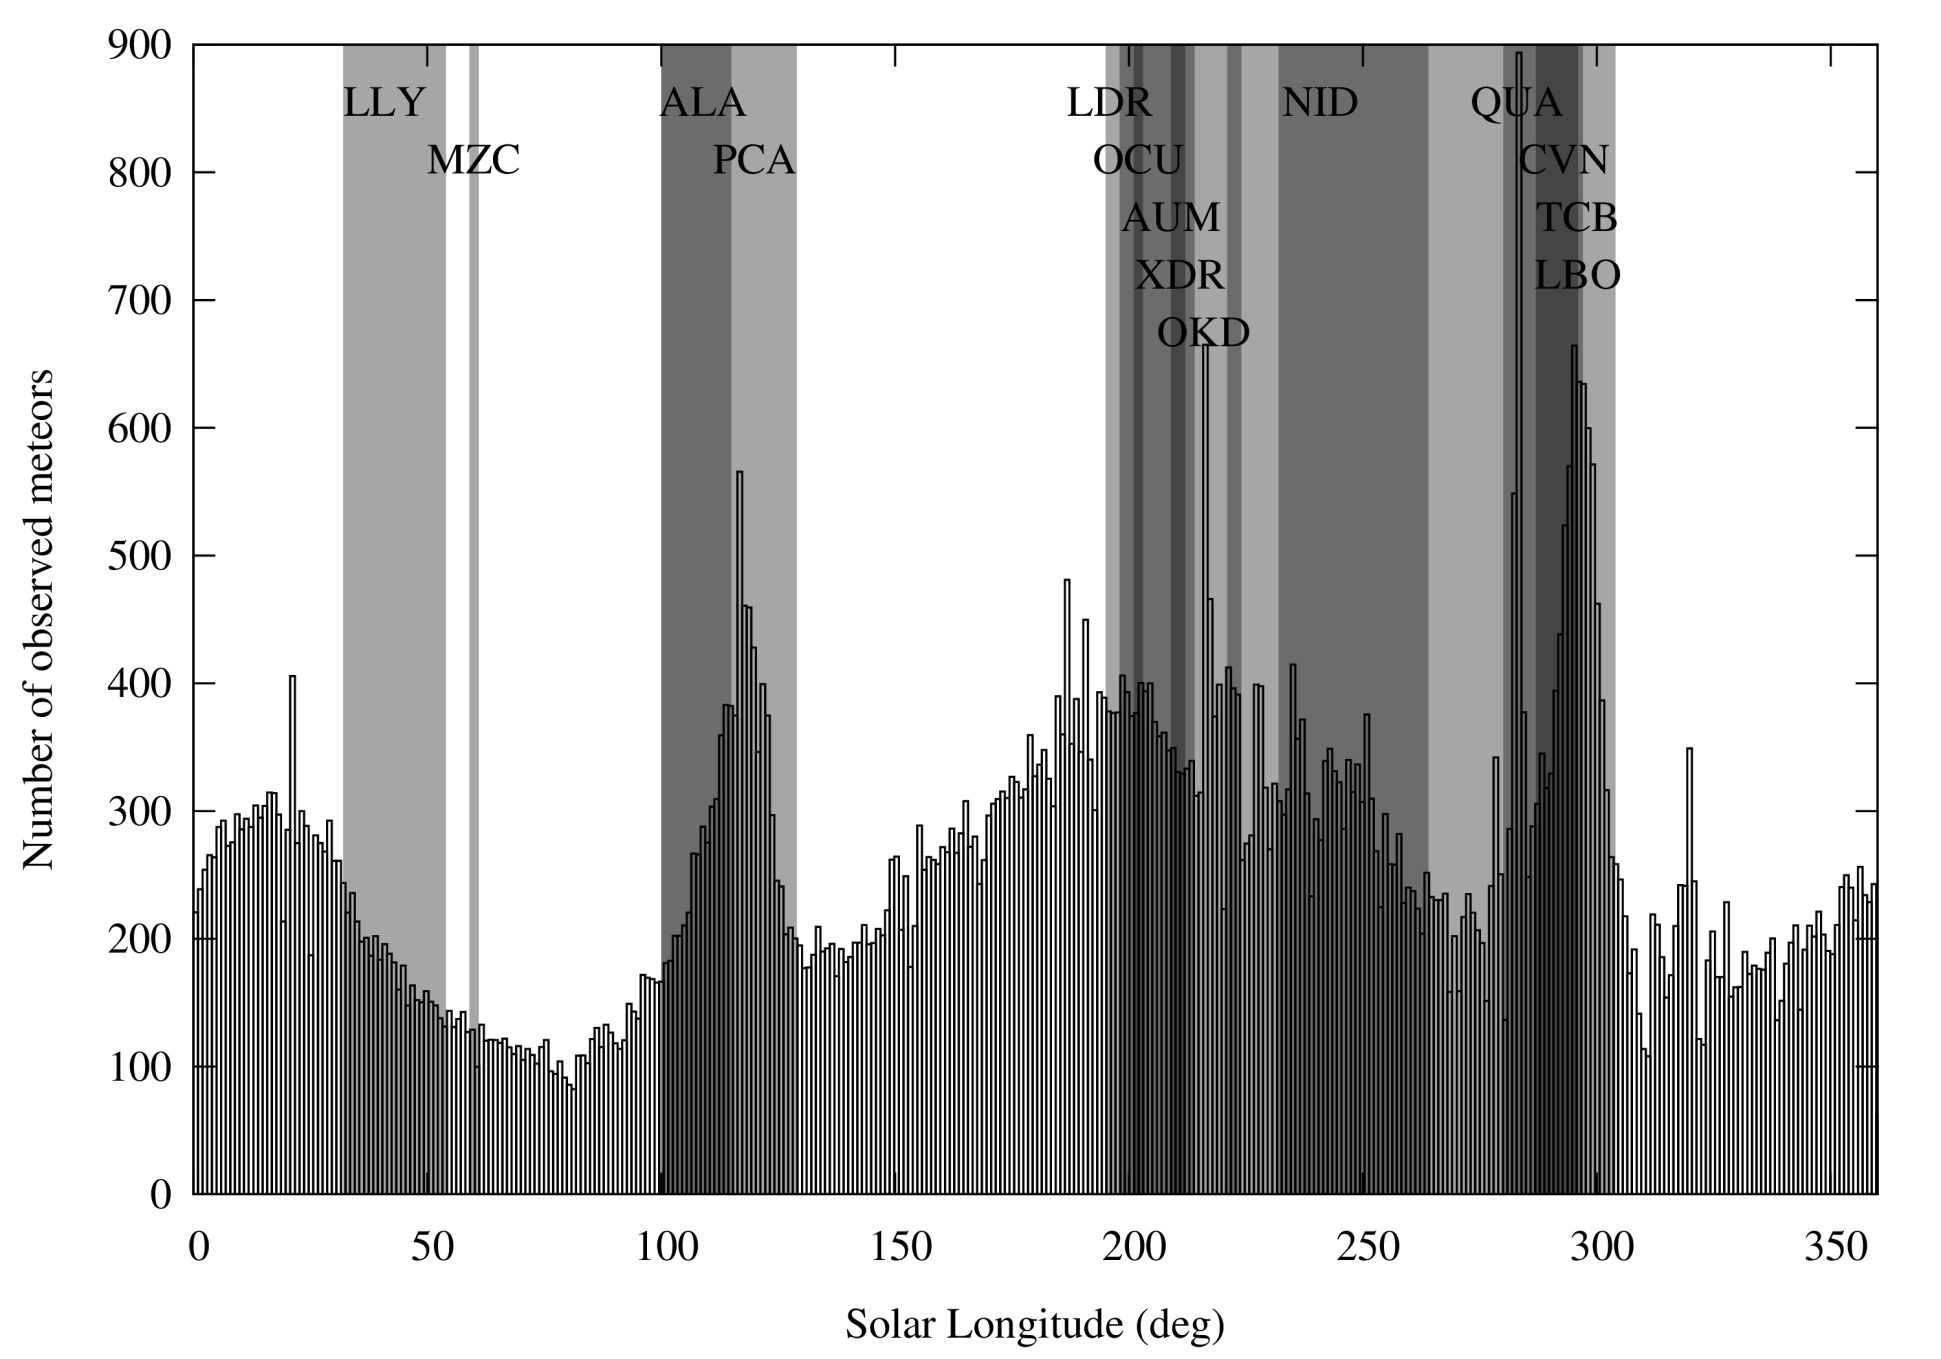 900
800
700
600
500
400
300
200
100
0
LLY
MZC
ALA
PCA
LDR
OCU
AUM
XDR
OKD
NID
QUA
CVN
TCB
LBO
0 50 100 150 200 250 300 350
Solar Longitude (deg)
Number of observed meteors